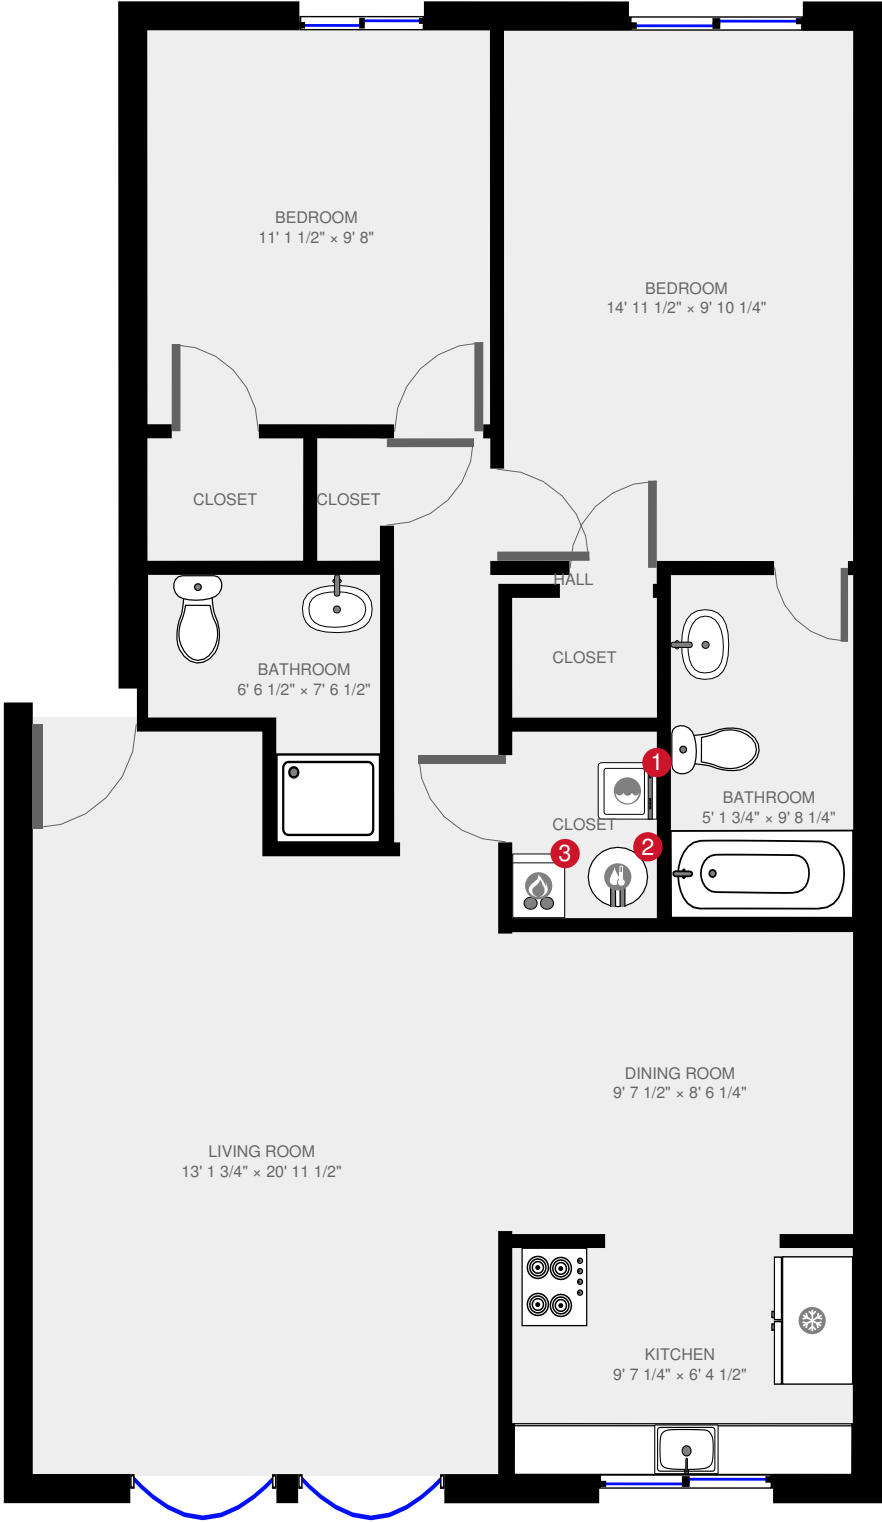 BEDROOM
11' 1 1/2" × 9' 8"
BEDROOM
14' 11 1/2" × 9' 10 1/4"
CLOSET
CLOSET
HALL
CLOSET
BATHROOM
6' 6 1/2" × 7' 6 1/2"
1
BATHROOM
5' 1 3/4" × 9' 8 1/4"
CLOSET
2
3
DINING ROOM
9' 7 1/2" × 8' 6 1/4"
LIVING ROOM
13' 1 3/4" × 20' 11 1/2"
KITCHEN
9' 7 1/4" × 6' 4 1/2"